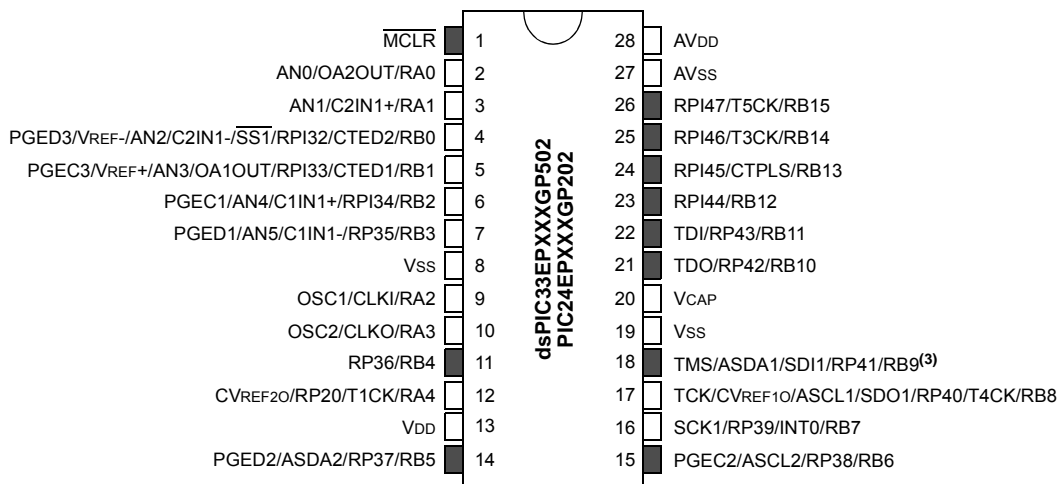 MCLR 1 28 AVDD
AN0/OA2OUT/RA0 2 27 AVSS
AN1/C2IN1+/RA1 3 26 RPI47/T5CK/RB15
PGED3/VREF-/AN2/C2IN1-/SS1/RPI32/CTED2/RB0 4 25 RPI46/T3CK/RB14
PGEC3/VREF+/AN3/OA1OUT/RPI33/CTED1/RB1 5 24 RPI45/CTPLS/RB13
PGEC1/AN4/C1IN1+/RPI34/RB2 6 23 RPI44/RB12
PGED1/AN5/C1IN1-/RP35/RB3 7 22 TDI/RP43/RB11
VSS 8 21 TDO/RP42/RB10
OSC1/CLKI/RA2 9 20 VCAP
OSC2/CLKO/RA3 10 19 VSS
RP36/RB4 11 18 TMS/ASDA1/SDI1/RP41/RB9(3)
CVREF2O/RP20/T1CK/RA4 12 17 TCK/CVREF1O/ASCL1/SDO1/RP40/T4CK/RB8
VDD 13 16 SCK1/RP39/INT0/RB7
PGED2/ASDA2/RP37/RB5 14 15 PGEC2/ASCL2/RP38/RB6
dsPIC33EPXXXGP502
PIC24EPXXXGP202